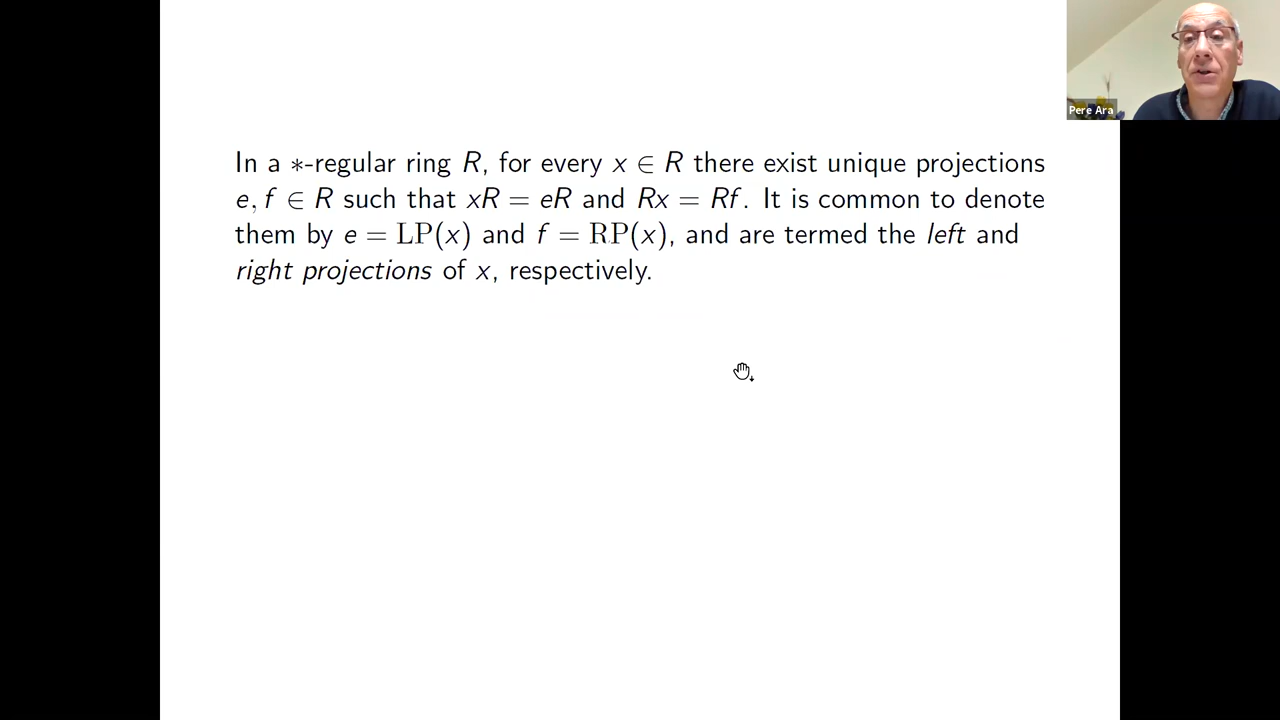 In a ∗-regular ring R, for every x ∈ R there exist unique projections
e, f ∈ R such that xR = eR and Rx = Rf. It is common to denote
them by e = LP(x) and f = RP(x), and are termed the left and
right projections of x, respectively.
Pere Ara